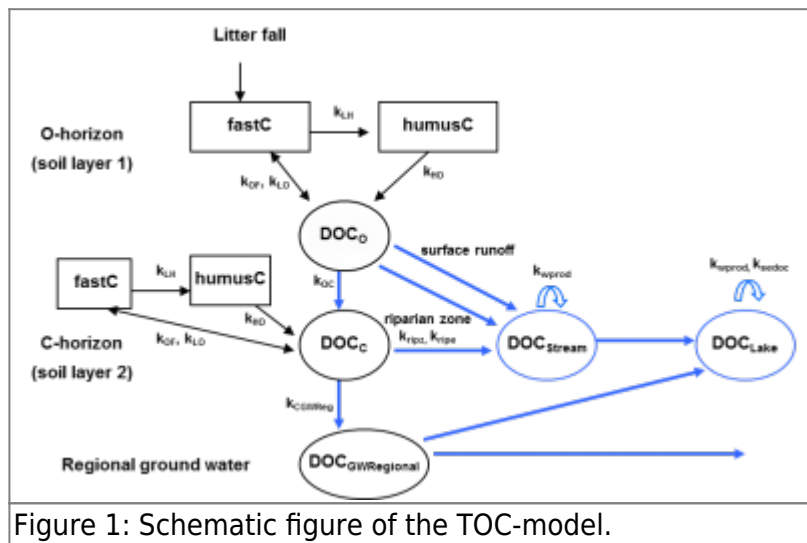 Litter fall
O-horizon
(soil layer 1)
fastC
kLH
humusC
kDF, kLD
kHD
DOCO
surface runoff
kOC
kwprod
kwprod, ksedoc
fastC
kLH
humusC
kHD
C-horizon
(soil layer 2)
kDF, kLD
DOCC
riparian zone
kripz, kripe
DOCStream
DOCLake
kCGWReg
Regional ground water
DOCGWRegional
Figure 1: Schematic figure of the TOC-model.